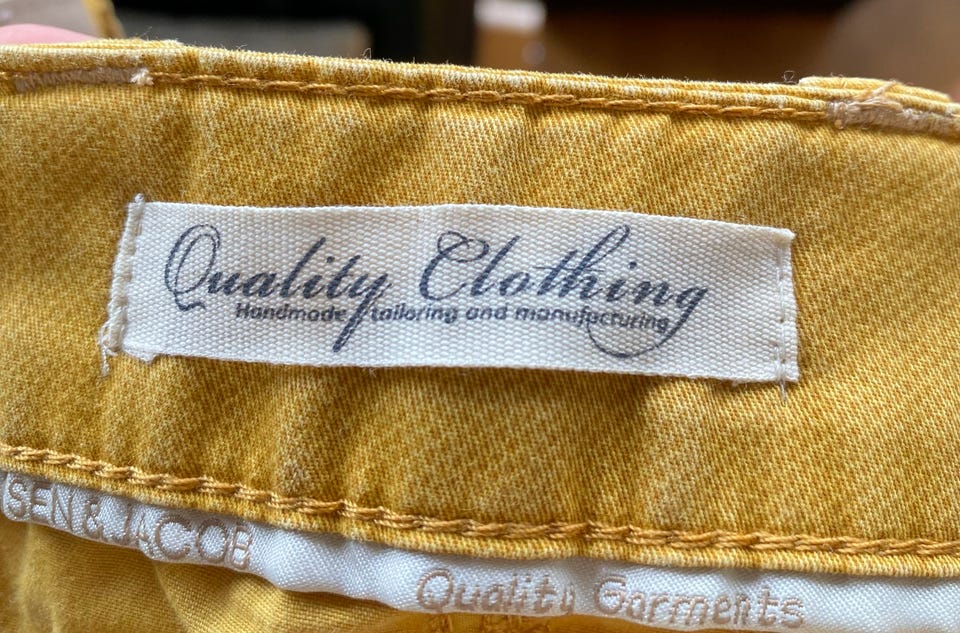 Quality Clothing
Handmade tailoring and manufacturing
SEN & JACOB
Quality Garments